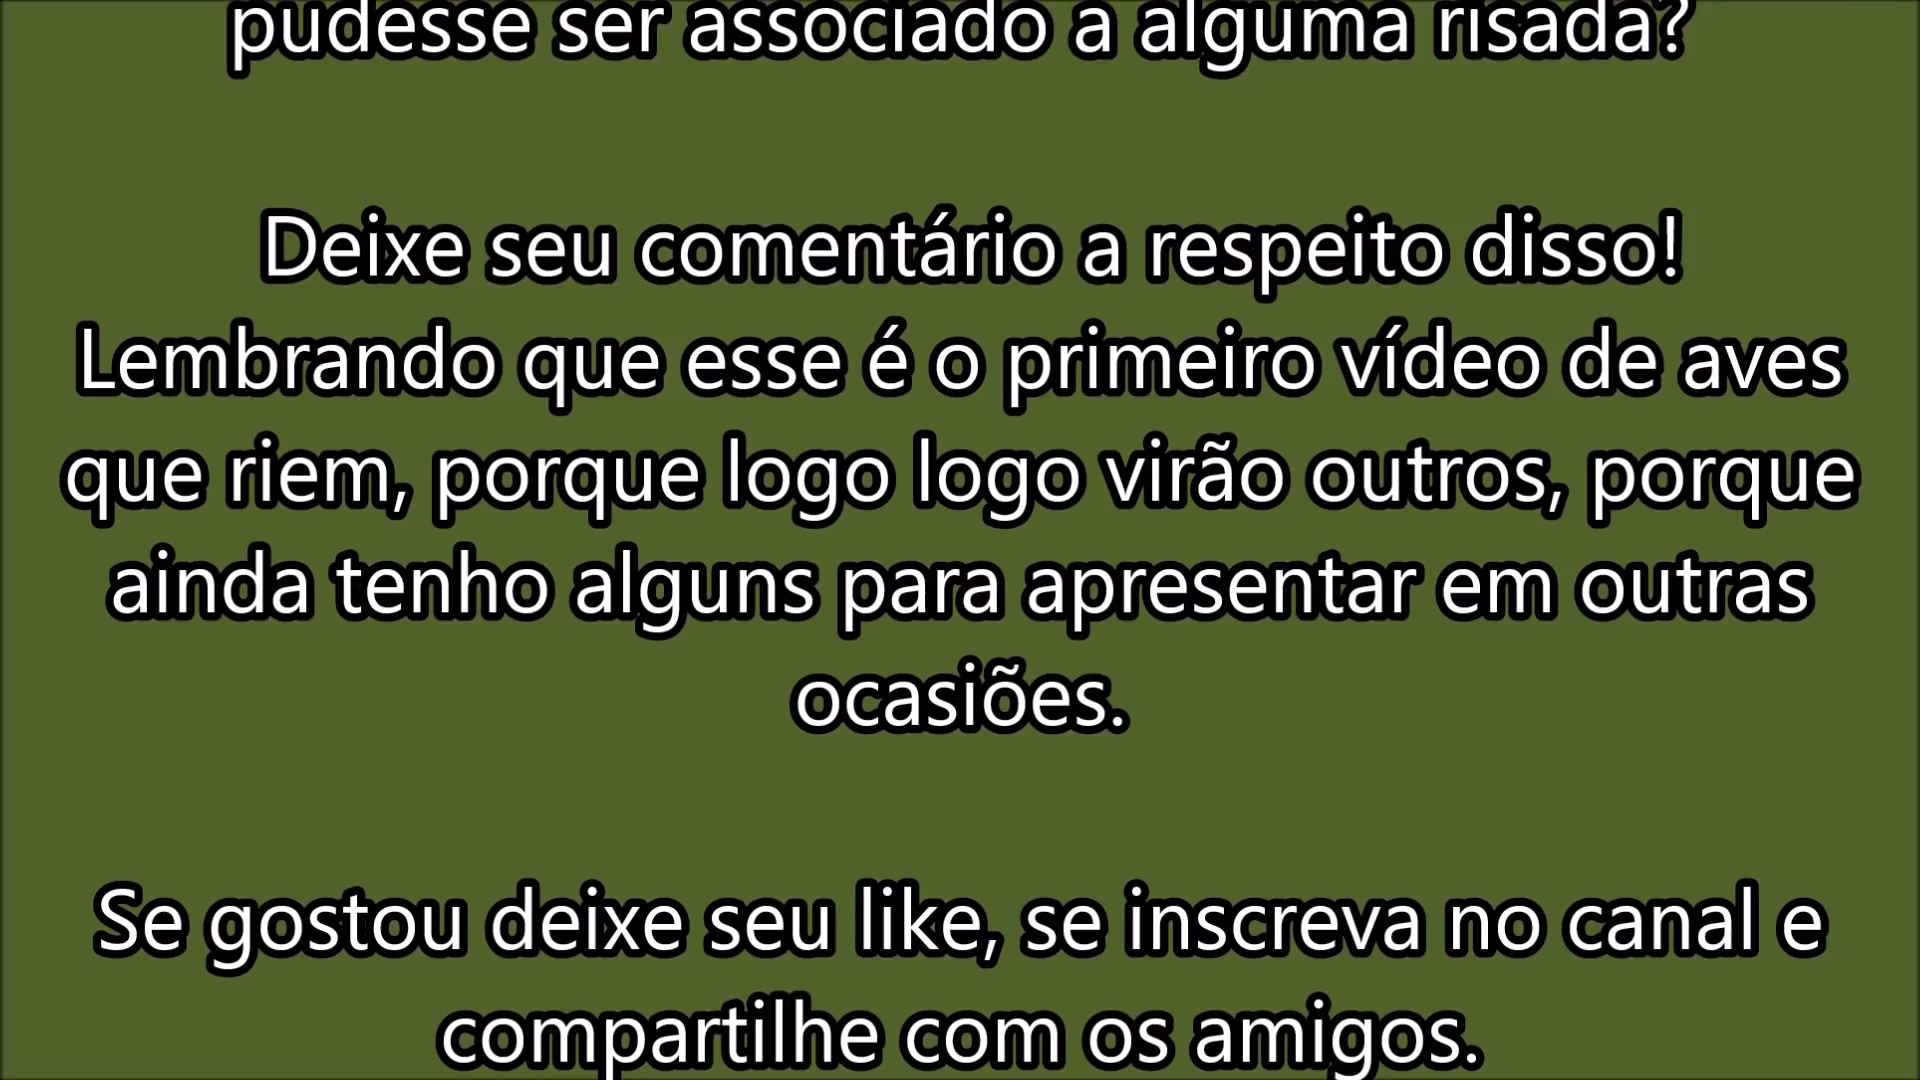 pudesse ser associado a alguma risada?
Deixe seu comentário a respeito disso!
Lembrando que esse é o primeiro vídeo de aves
que riem, porque logo logo virão outros, porque
ainda tenho alguns para apresentar em outras
ocasiões.
Se gostou deixe seu like, se inscreva no canal e
compartilhe com os amigos.